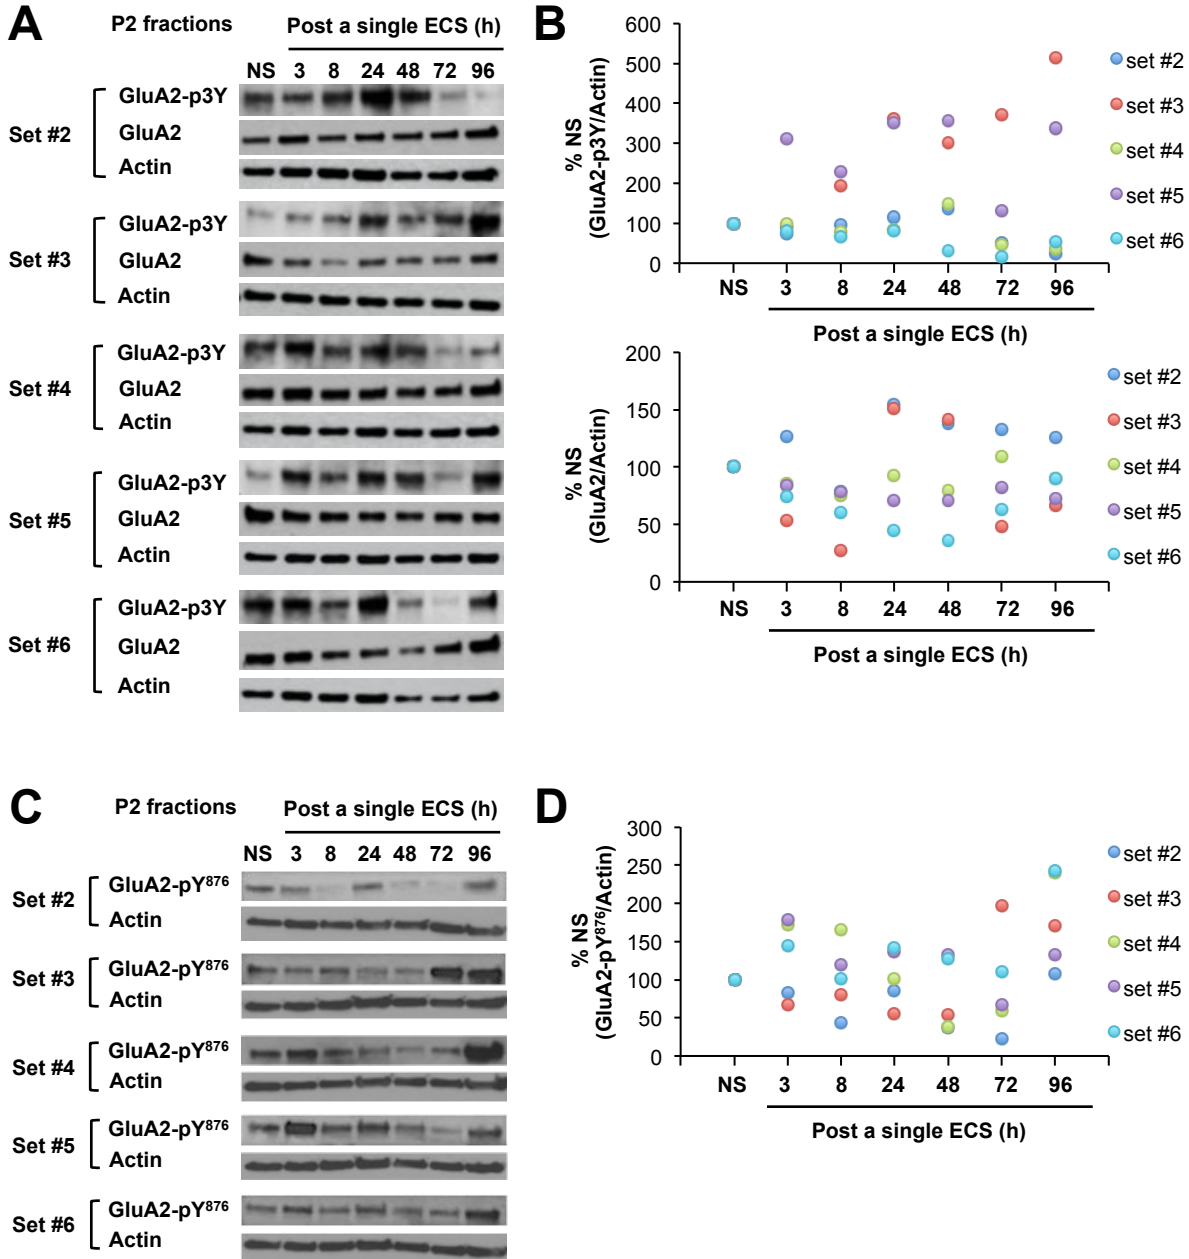 A
P2 fractions
Post a single ECS (h)
NS 3 8 24 48 72 96
Set #2
GluA2-p3Y
GluA2
Actin
Set #3
GluA2-p3Y
GluA2
Actin
Set #4
GluA2-p3Y
GluA2
Actin
Set #5
GluA2-p3Y
GluA2
Actin
Set #6
GluA2-p3Y
GluA2
Actin
B
% NS
(GluA2-p3Y/Actin)
600
500
400
300
200
100
0
NS 3 8 24 48 72 96
Post a single ECS (h)
set #2
set #3
set #4
set #5
set #6
% NS
(GluA2/Actin)
200
150
100
50
0
NS 3 8 24 48 72 96
Post a single ECS (h)
set #2
set #3
set #4
set #5
set #6
C
P2 fractions
Post a single ECS (h)
NS 3 8 24 48 72 96
Set #2
GluA2-pY⁸⁷⁶
Actin
Set #3
GluA2-pY⁸⁷⁶
Actin
Set #4
GluA2-pY⁸⁷⁶
Actin
Set #5
GluA2-pY⁸⁷⁶
Actin
Set #6
GluA2-pY⁸⁷⁶
Actin
D
% NS
(GluA2-pY⁸⁷⁶/Actin)
300
250
200
150
100
50
0
NS 3 8 24 48 72 96
Post a single ECS (h)
set #2
set #3
set #4
set #5
set #6